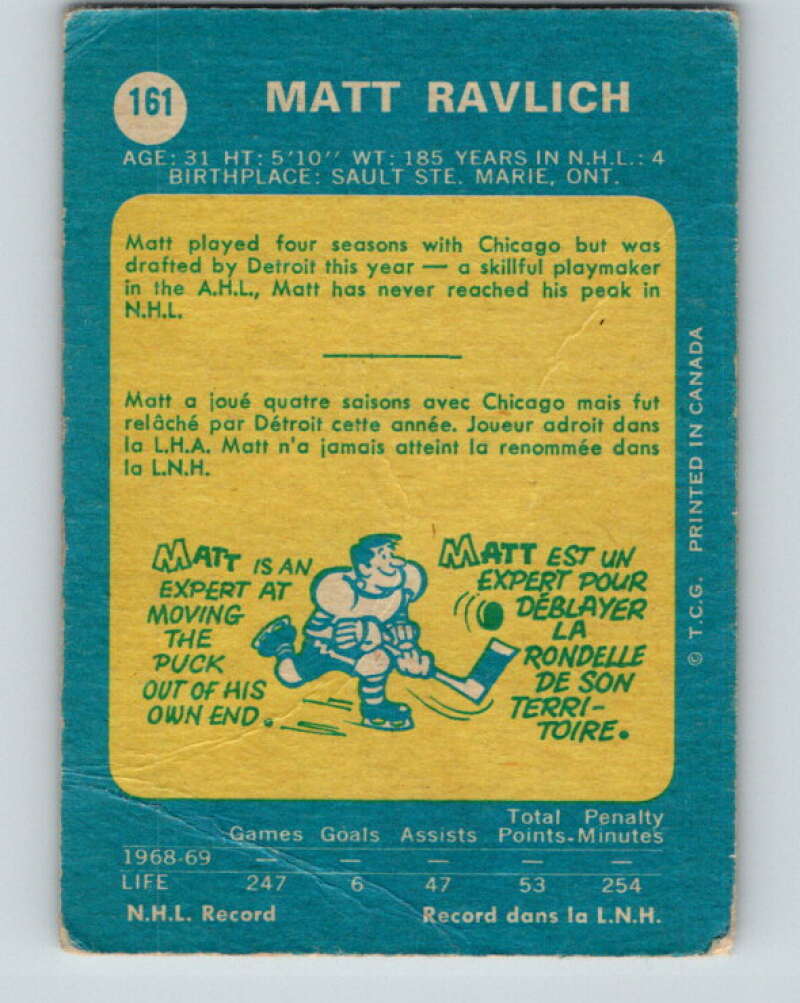 161
MATT RAVLICH
AGE: 31 HT: 5'10'' WT: 185 YEARS IN N.H.L.: 4
BIRTHPLACE: SAULT STE. MARIE, ONT.
Matt played four seasons with Chicago but was
drafted by Detroit this year — a skillful playmaker
in the A.H.L., Matt has never reached his peak in
N.H.L.
Matt a joué quatre saisons avec Chicago mais fut
relâché par Détroit cette année. Joueur adroit dans
la L.H.A. Matt n'a jamais atteint la renommée dans
la L.N.H.
MATT IS AN
EXPERT AT
MOVING
THE
PUCK
OUT OF HIS
OWN END.
MATT EST UN
EXPERT POUR
DÉBLAYER
LA
RONDELLE
DE SON
TERRI-
TOIRE.
© T.C.G. PRINTED IN CANADA
Games Goals Assists Total Points Penalty Minutes
1968-69 — — — — —
LIFE 247 6 47 53 254
N.H.L. Record Record dans la L.N.H.